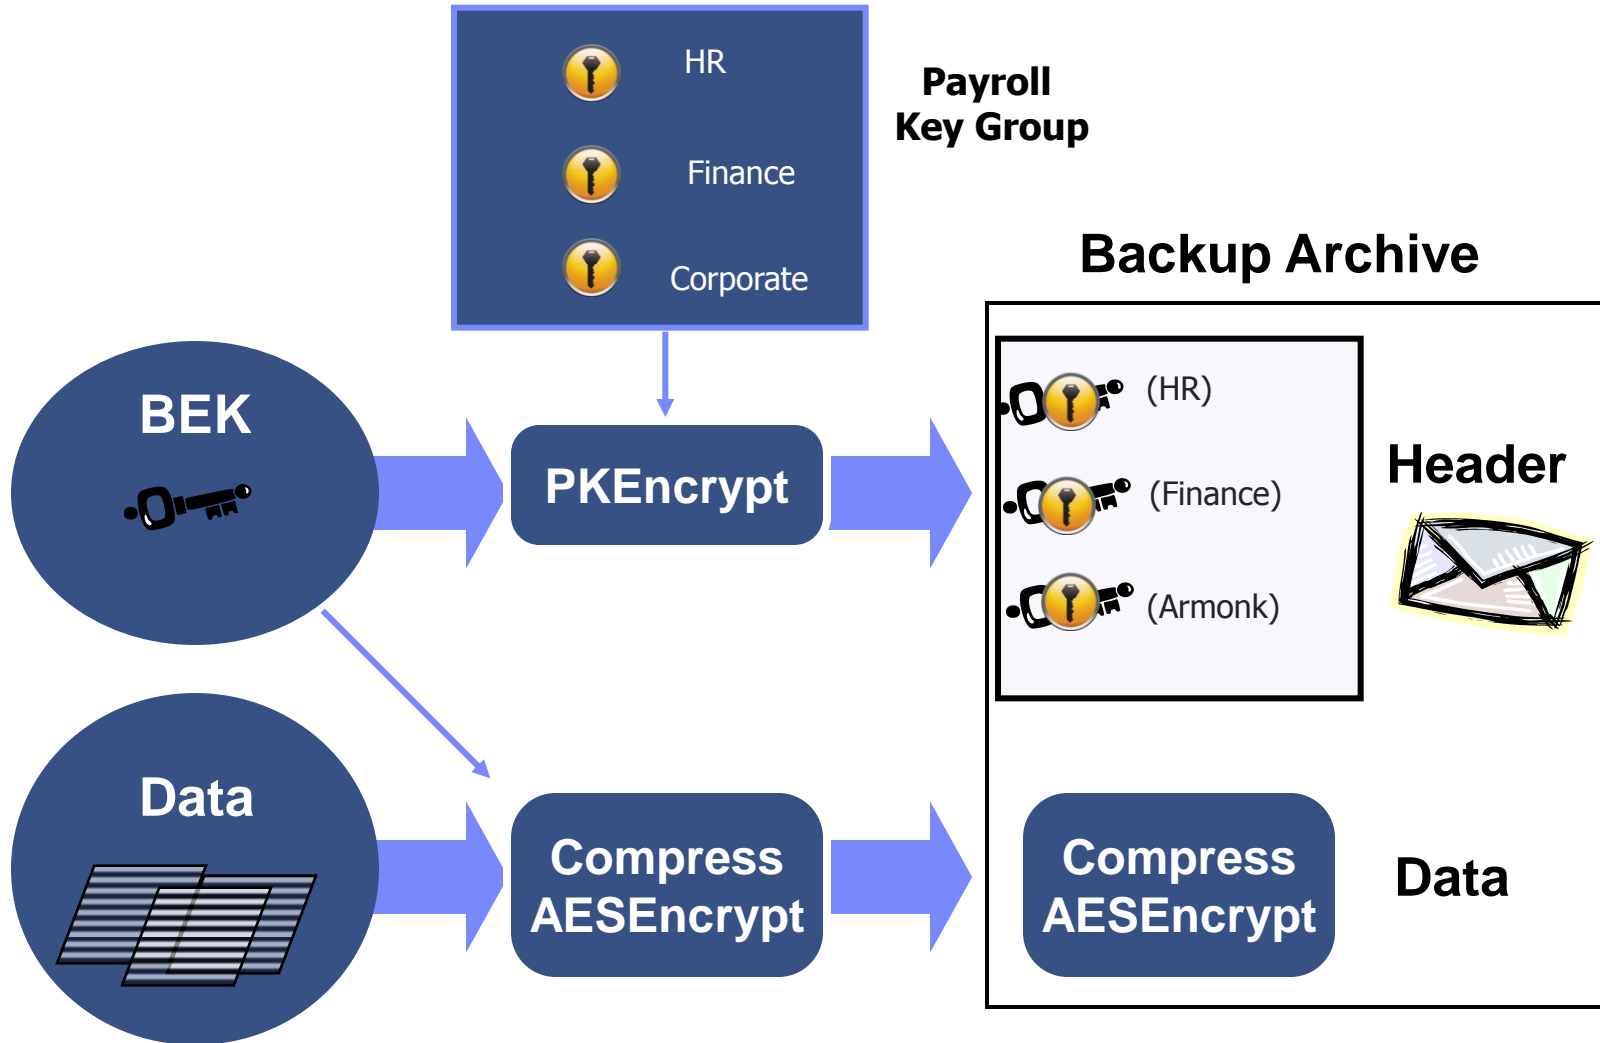 HR
Finance
Corporate
Payroll
Key Group
Backup Archive
BEK
PKEncrypt
(HR)
(Finance)
(Armonk)
Header
Data
Compress
AESEncrypt
Compress
AESEncrypt
Data